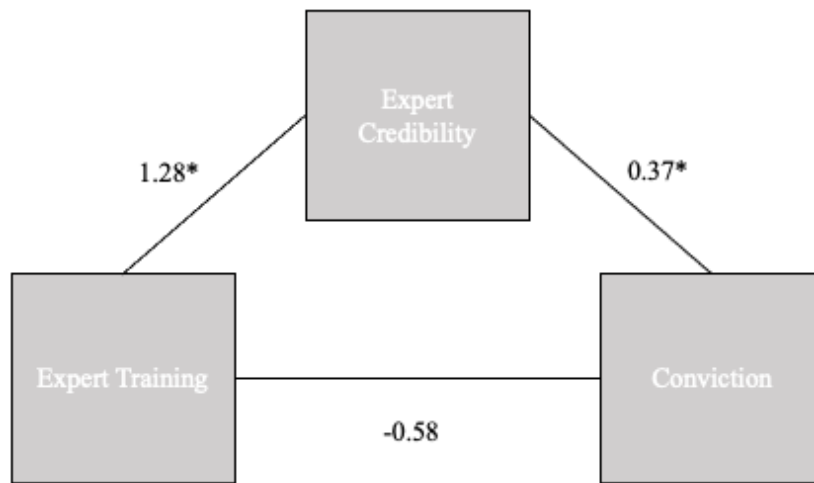 Expert
Credibility
1.28*
0.37*
Expert Training
Conviction
-0.58